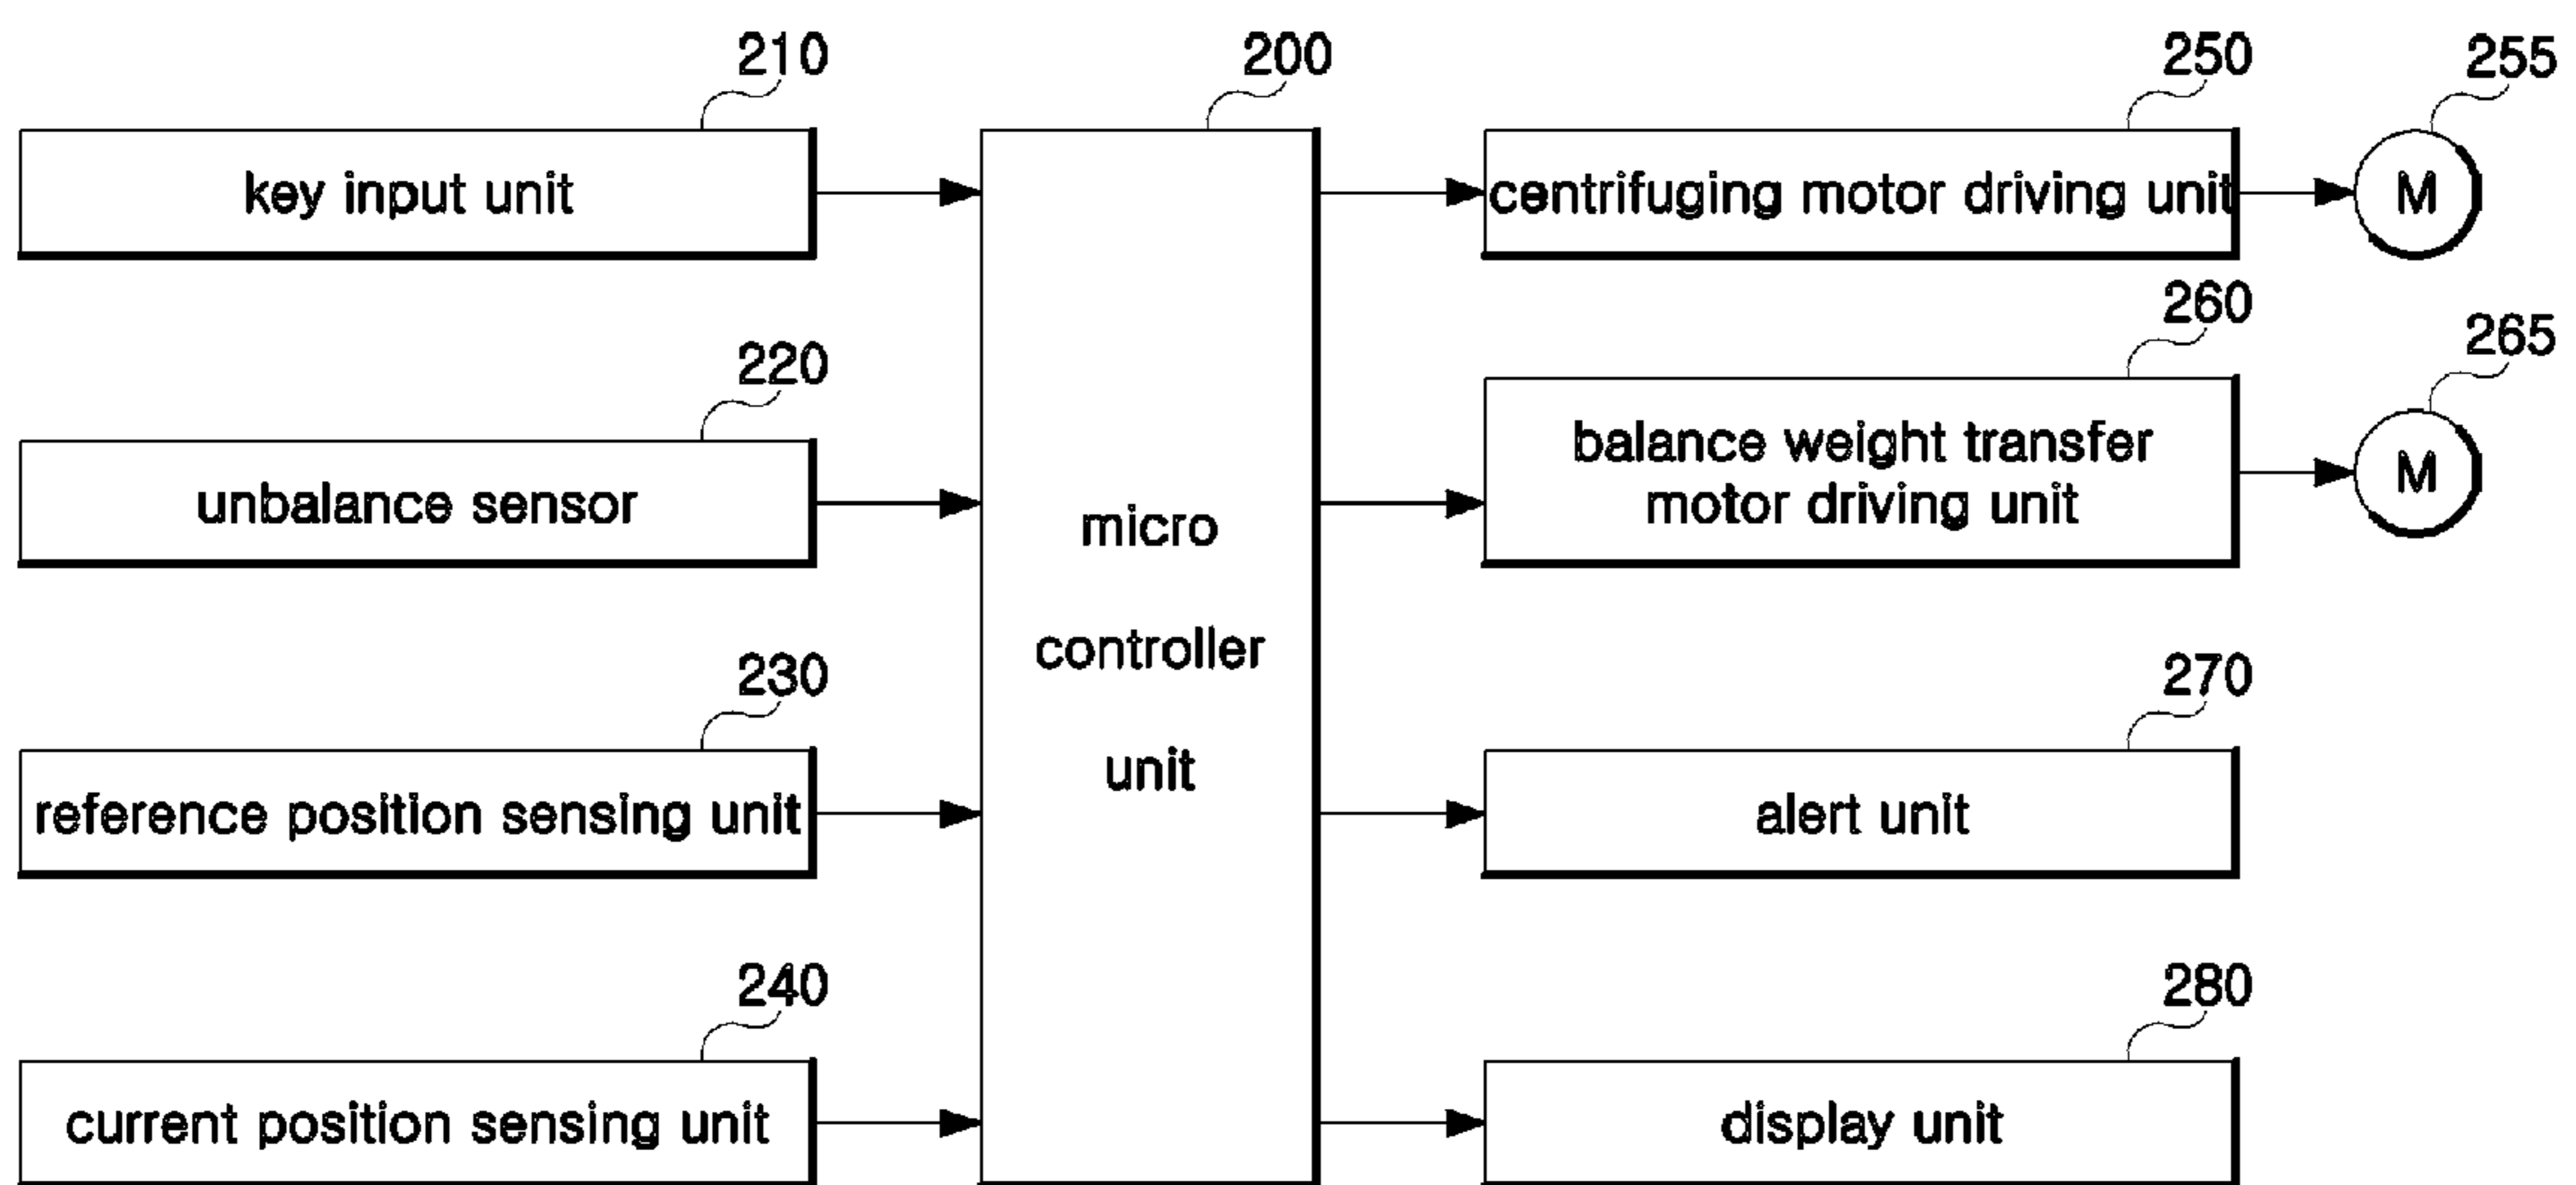 210
200
250
255
key input unit
centrifuging motor driving unit
M
260
220
265
unbalance sensor
balance weight transfer
motor driving unit
M
micro
controller
unit
230
270
reference position sensing unit
alert unit
240
280
current position sensing unit
display unit